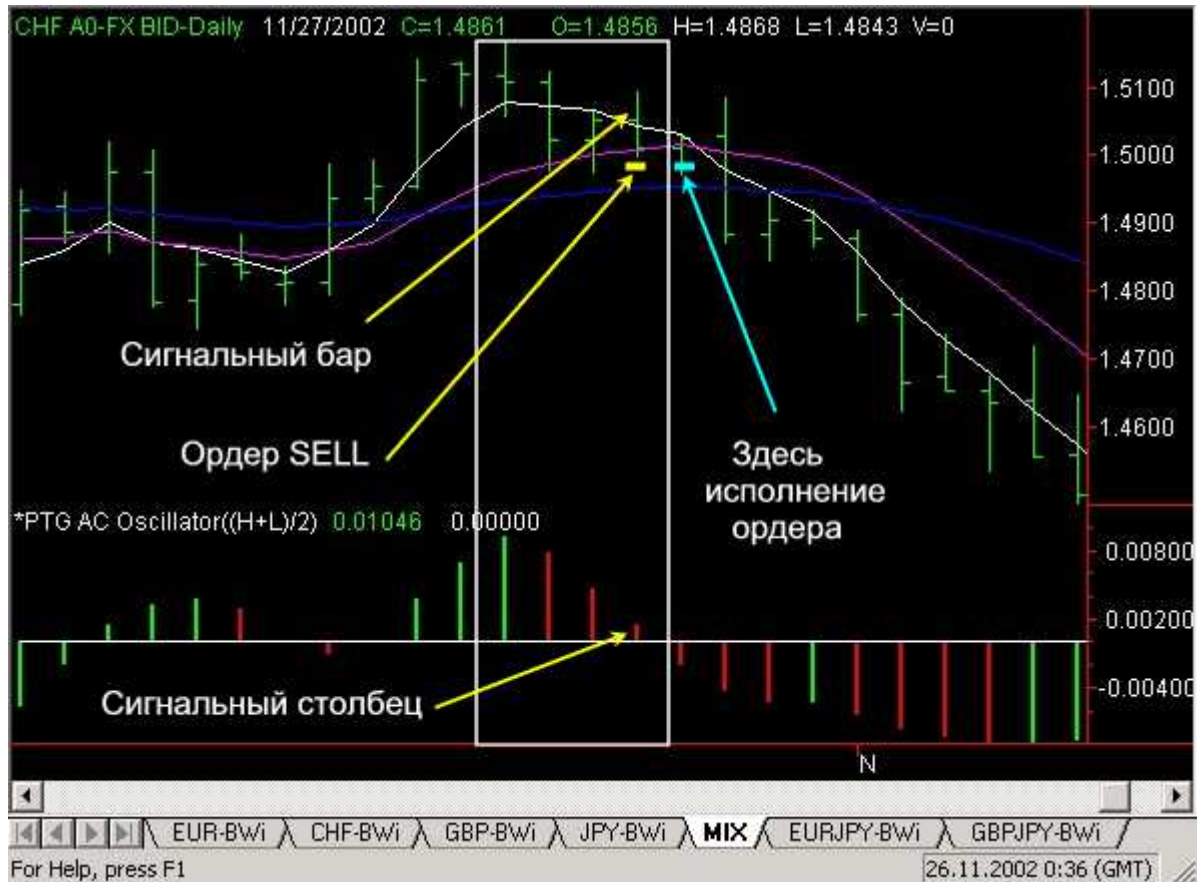 CHF A0-FX BID-Daily 11/27/2002 C=1.4861 O=1.4856 H=1.4868 L=1.4843 V=0
1.5100
1.5000
1.4900
1.4800
1.4700
1.4600
Сигнальный бар
Ордер SELL
Здесь
исполнение
ордера
*PTG AC Oscillator((H+L)/2) 0.01046 0.00000
0.00800
0.00200
-0.00400
Сигнальный столбец
N
EUR-BWi CHF-BWi GBP-BWi JPY-BWi MIX EURJPY-BWi GBPJPY-BWi
For Help, press F1 26.11.2002 0:36 (GMT)